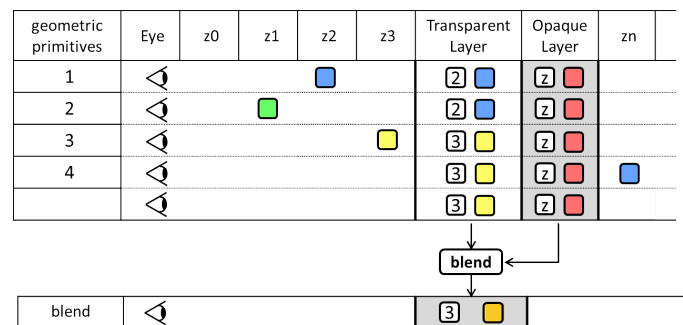 geometric primitives Eye z0 z1 z2 z3 Transparent Layer Opaque Layer zn
1 2 z
2 2 z
3 3 z
4 3 z
3 z
blend
blend 3